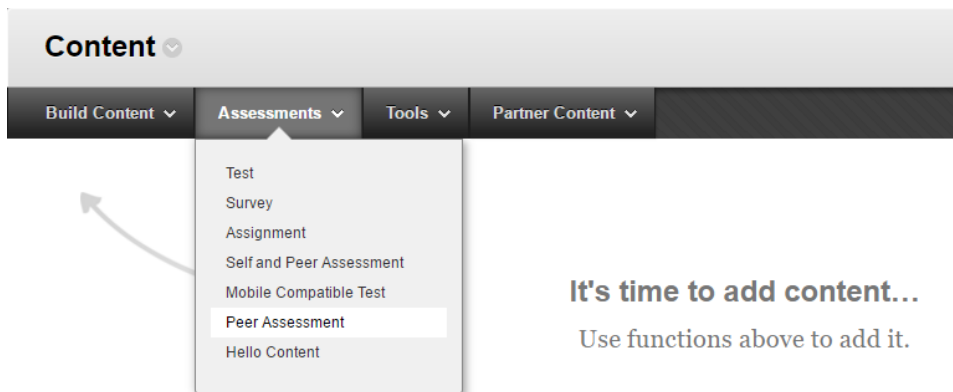 Content
Build Content Assessments Tools Partner Content
Test
Survey
Assignment
Self and Peer Assessment
Mobile Compatible Test
Peer Assessment
Hello Content
It's time to add content...
Use functions above to add it.